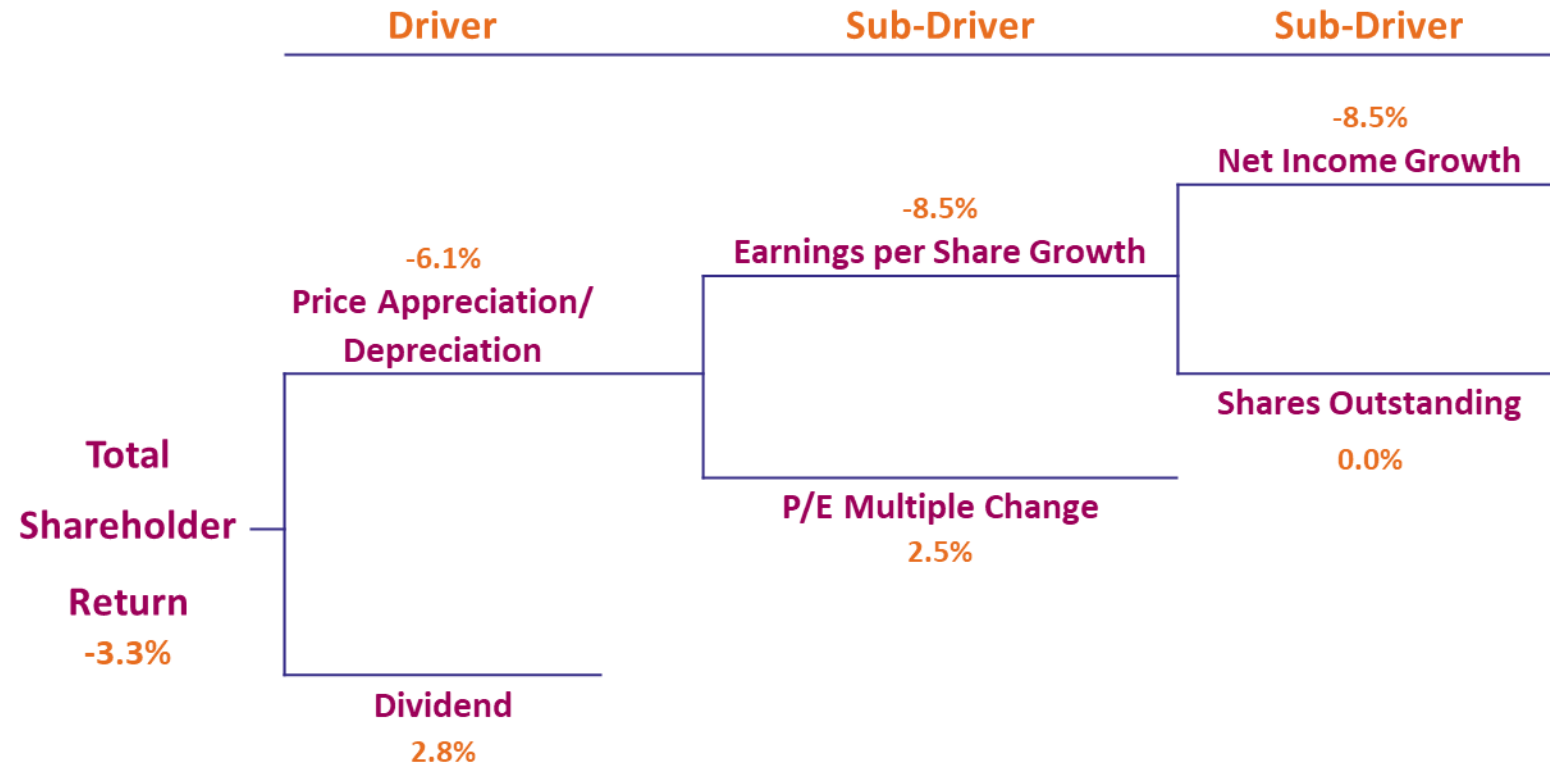 Driver
Sub-Driver
Sub-Driver
-8.5%
Net Income Growth
-8.5%
Earnings per Share Growth
-6.1%
Price Appreciation/
Depreciation
Shares Outstanding
0.0%
Total
Shareholder
Return
-3.3%
P/E Multiple Change
2.5%
Dividend
2.8%